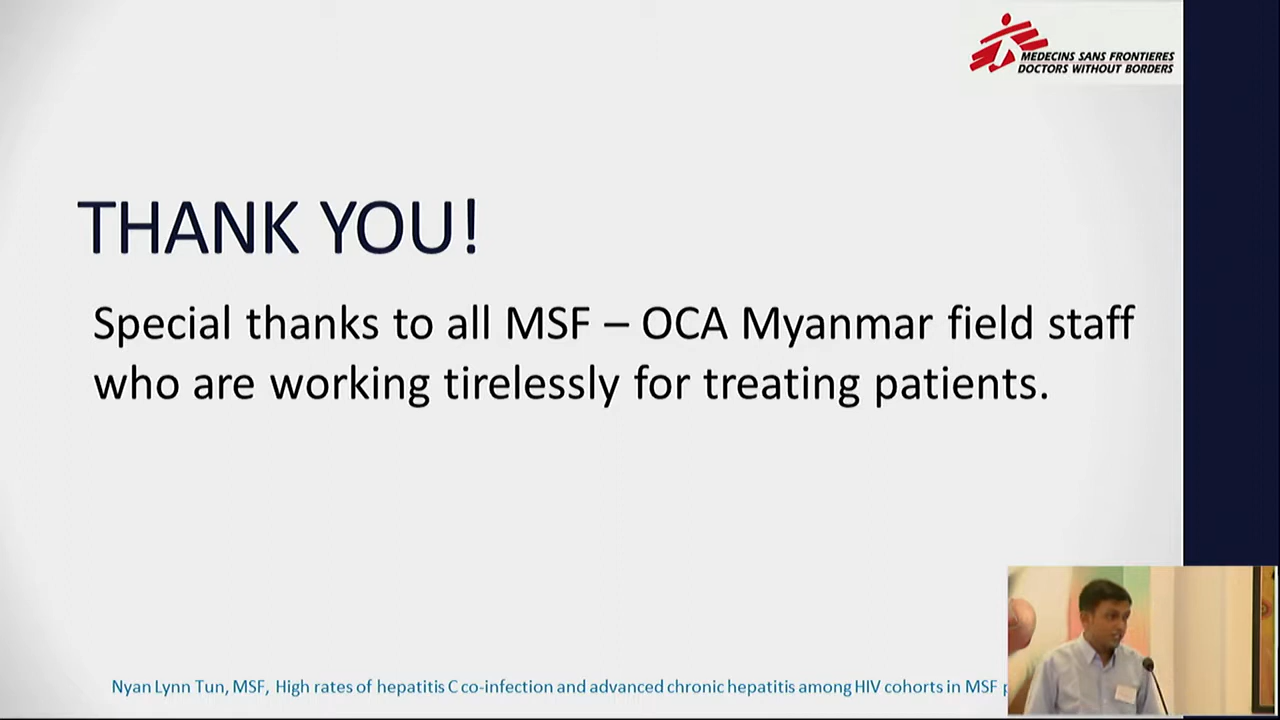 MEDECINS SANS FRONTIERES
DOCTORS WITHOUT BORDERS
THANK YOU!
Special thanks to all MSF – OCA Myanmar field staff
who are working tirelessly for treating patients.
Nyan Lynn Tun, MSF, High rates of hepatitis C co-infection and advanced chronic hepatitis among HIV cohorts in MSF